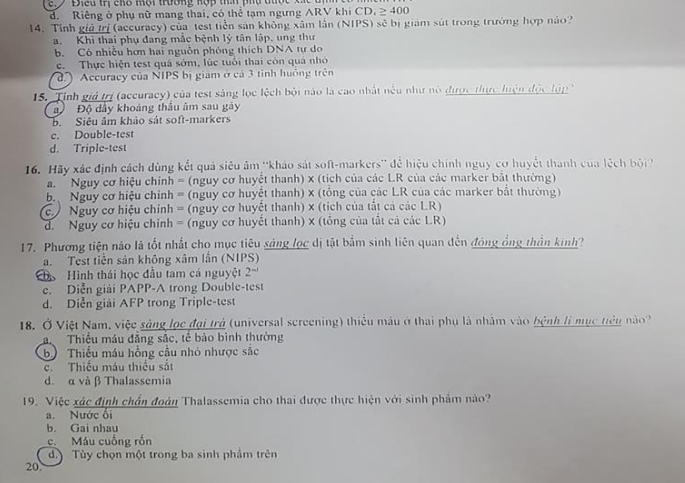 c. Điều trị cho mọi trường hợp thai phụ được xác định
d. Riêng ở phụ nữ mang thai, có thể tạm ngưng ARV khi CD₄ ≥ 400
14. Tính giá trị (accuracy) của test tiền sản không xâm lấn (NIPS) sẽ bị giảm sút trong trường hợp nào?
a. Khi thai phụ đang mắc bệnh lý tân lập, ung thư
b. Có nhiều hơn hai nguồn phóng thích DNA tự do
c. Thực hiện test quá sớm, lúc tuổi thai còn quá nhỏ
d. Accuracy của NIPS bị giảm ở cả 3 tình huống trên
15. Tính giá trị (accuracy) của test sàng lọc lệch bội nào là cao nhất nếu như nó được thực hiện độc lập?
a. Độ dầy khoảng thấu âm sau gáy
b. Siêu âm khảo sát soft-markers
c. Double-test
d. Triple-test
16. Hãy xác định cách dùng kết quả siêu âm "khảo sát soft-markers" để hiệu chỉnh nguy cơ huyết thanh của lệch bội?
a. Nguy cơ hiệu chỉnh = (nguy cơ huyết thanh) x (tích của các LR của các marker bất thường)
b. Nguy cơ hiệu chỉnh = (nguy cơ huyết thanh) x (tổng của các LR của các marker bất thường)
c. Nguy cơ hiệu chỉnh = (nguy cơ huyết thanh) x (tích của tất cả các LR)
d. Nguy cơ hiệu chỉnh = (nguy cơ huyết thanh) x (tổng của tất cả các LR)
17. Phương tiện nào là tốt nhất cho mục tiêu sàng lọc dị tật bẩm sinh liên quan đến đóng ống thần kinh?
a. Test tiền sản không xâm lấn (NIPS)
b. Hình thái học đầu tam cá nguyệt 2ⁿᵈ
c. Diễn giải PAPP-A trong Double-test
d. Diễn giải AFP trong Triple-test
18. Ở Việt Nam, việc sàng lọc đại trà (universal screening) thiếu máu ở thai phụ là nhằm vào bệnh lí mục tiêu nào?
a. Thiếu máu đẳng sắc, tế bào bình thường
b. Thiếu máu hồng cầu nhỏ nhược sắc
c. Thiếu máu thiếu sắt
d. α và β Thalassemia
19. Việc xác định chẩn đoán Thalassemia cho thai được thực hiện với sinh phẩm nào?
a. Nước ối
b. Gai nhau
c. Máu cuống rốn
d. Tùy chọn một trong ba sinh phẩm trên
20.